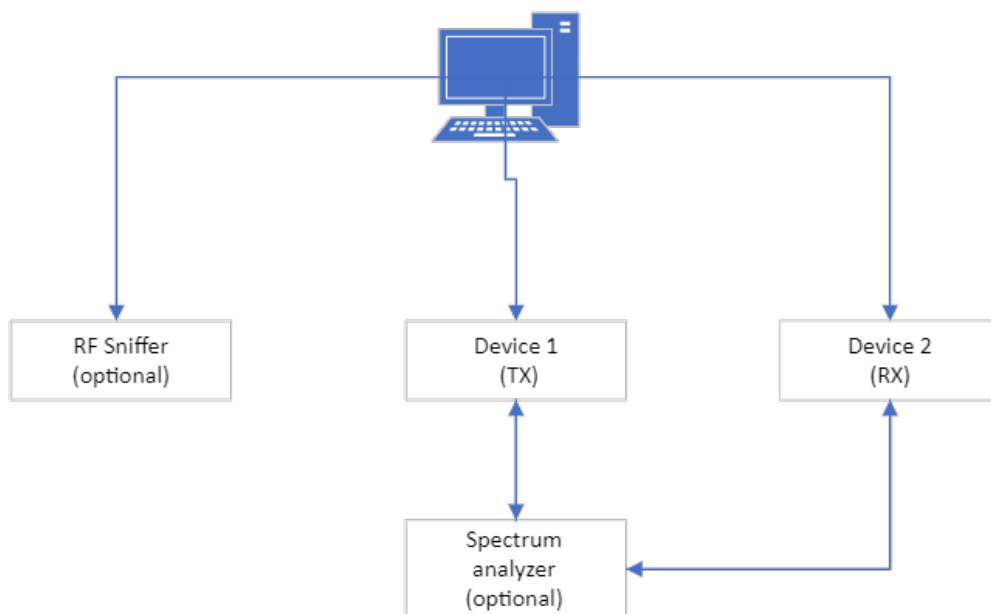 RF Sniffer
(optional)
Device 1
(TX)
Device 2
(RX)
Spectrum
analyzer
(optional)